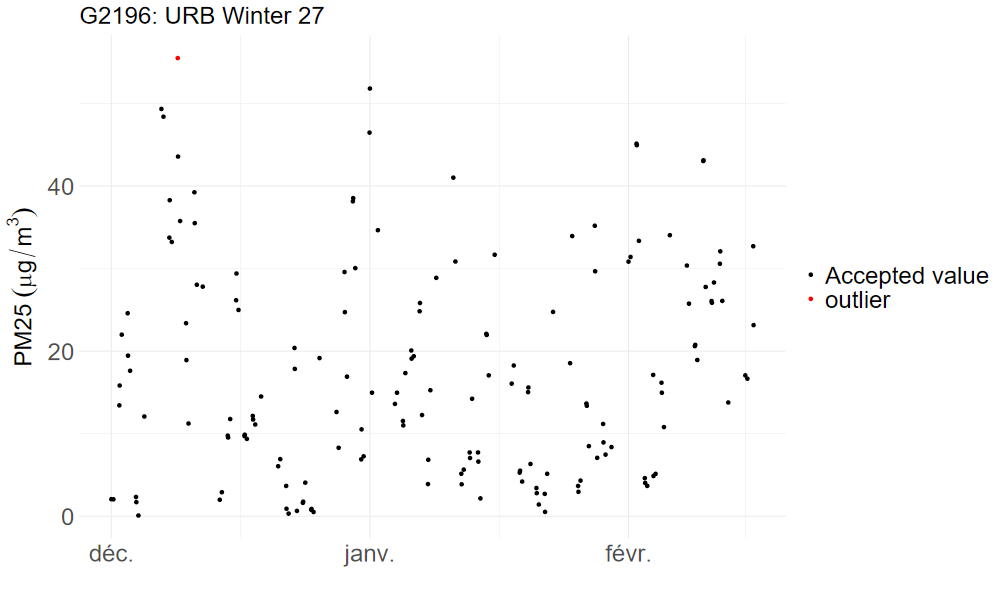 G2196: URB Winter 27
PM25 (μg/m³)
40
20
0
déc.
janv.
févr.
Accepted value
outlier